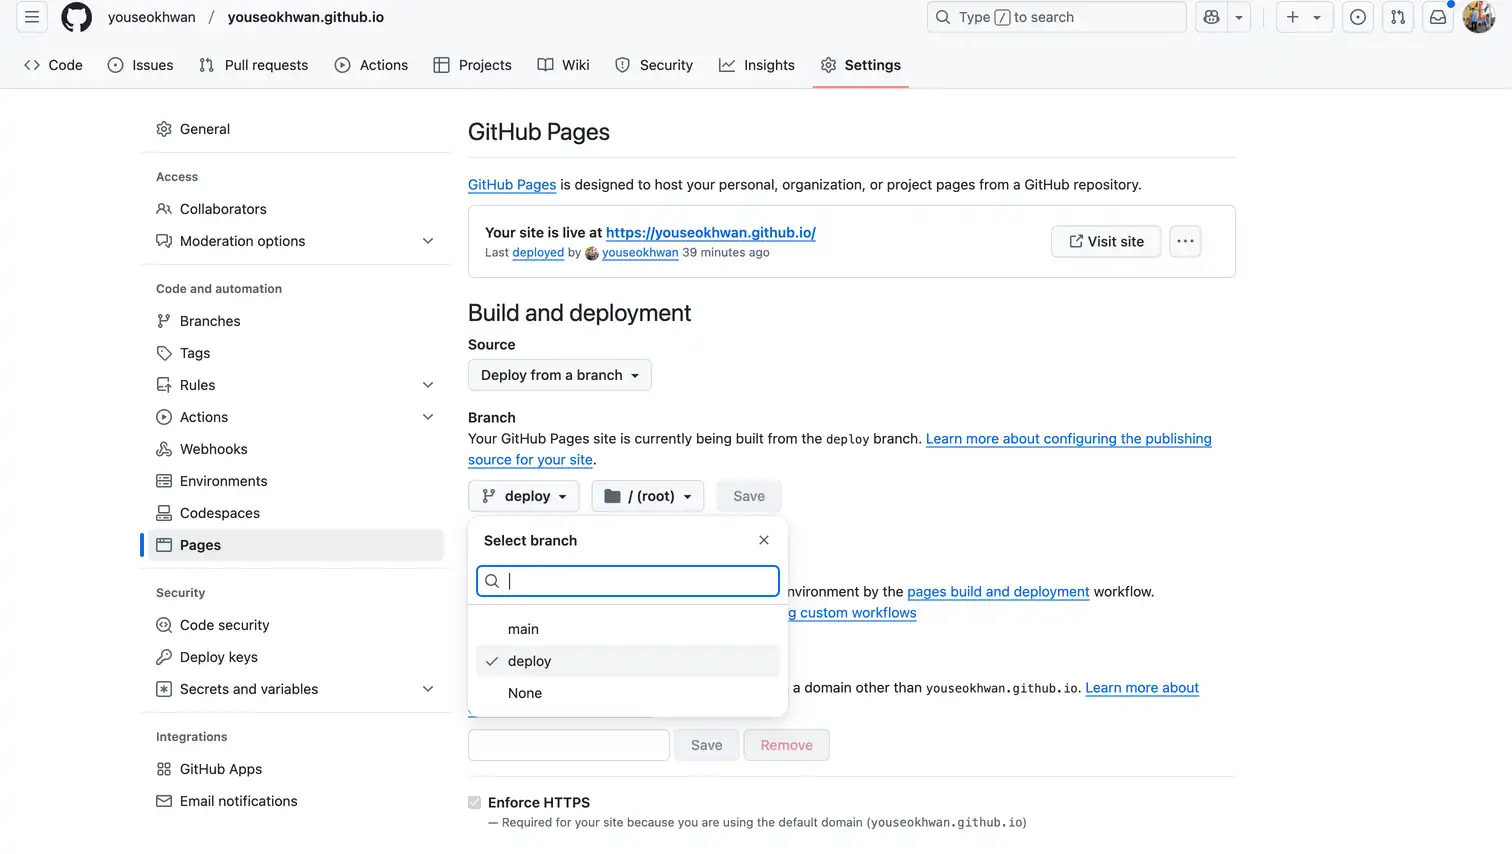 youseokhwan / youseokhwan.github.io
Type / to search
Code Issues Pull requests Actions Projects Wiki Security Insights Settings
General
Access
Collaborators
Moderation options
Code and automation
Branches
Tags
Rules
Actions
Webhooks
Environments
Codespaces
Pages
Security
Code security
Deploy keys
Secrets and variables
Integrations
GitHub Apps
Email notifications
GitHub Pages
GitHub Pages is designed to host your personal, organization, or project pages from a GitHub repository.
Your site is live at https://youseokhwan.github.io/
Last deployed by youseokhwan 39 minutes ago
Visit site
Build and deployment
Source
Deploy from a branch
Branch
Your GitHub Pages site is currently being built from the deploy branch. Learn more about configuring the publishing
source for your site.
deploy / (root) Save
Select branch
main
deploy
None
nvironment by the pages build and deployment workflow.
g custom workflows
a domain other than youseokhwan.github.io. Learn more about
Save Remove
Enforce HTTPS
— Required for your site because you are using the default domain (youseokhwan.github.io)